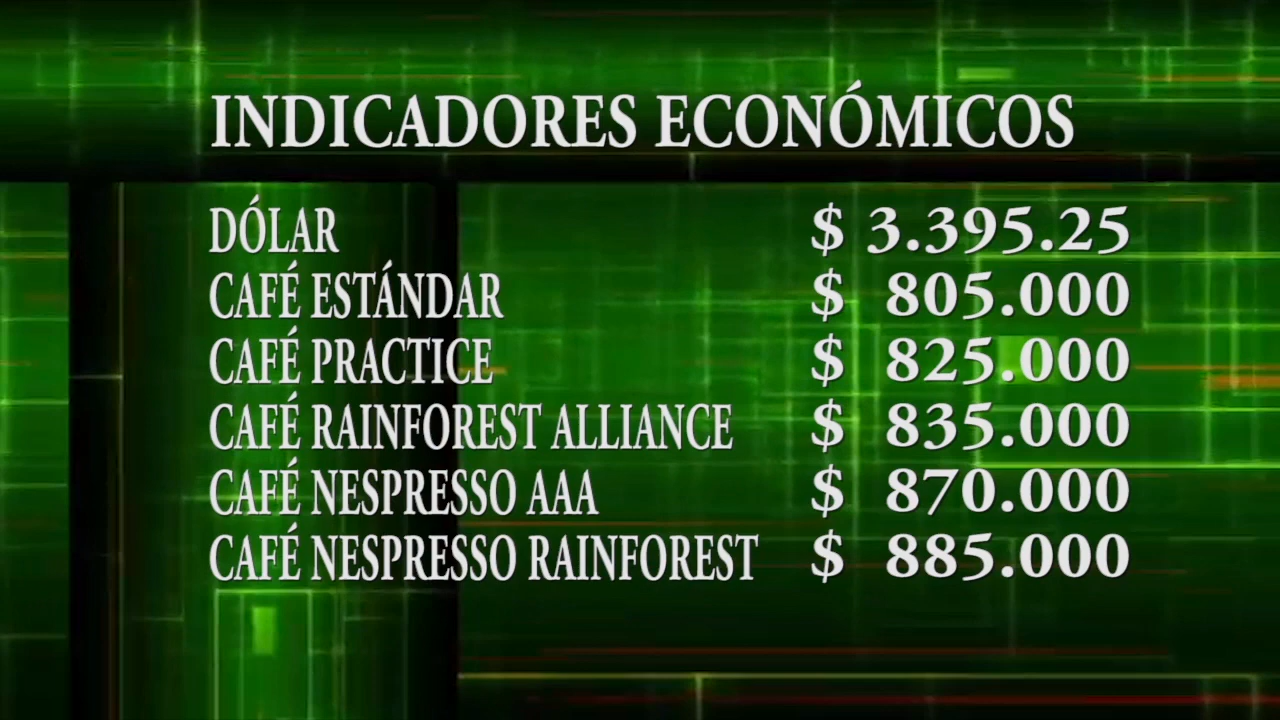 INDICADORES ECONÓMICOS
DÓLAR $ 3.395.25
CAFÉ ESTÁNDAR $ 805.000
CAFÉ PRACTICE $ 825.000
CAFÉ RAINFOREST ALLIANCE $ 835.000
CAFÉ NESPRESSO AAA $ 870.000
CAFÉ NESPRESSO RAINFOREST $ 885.000